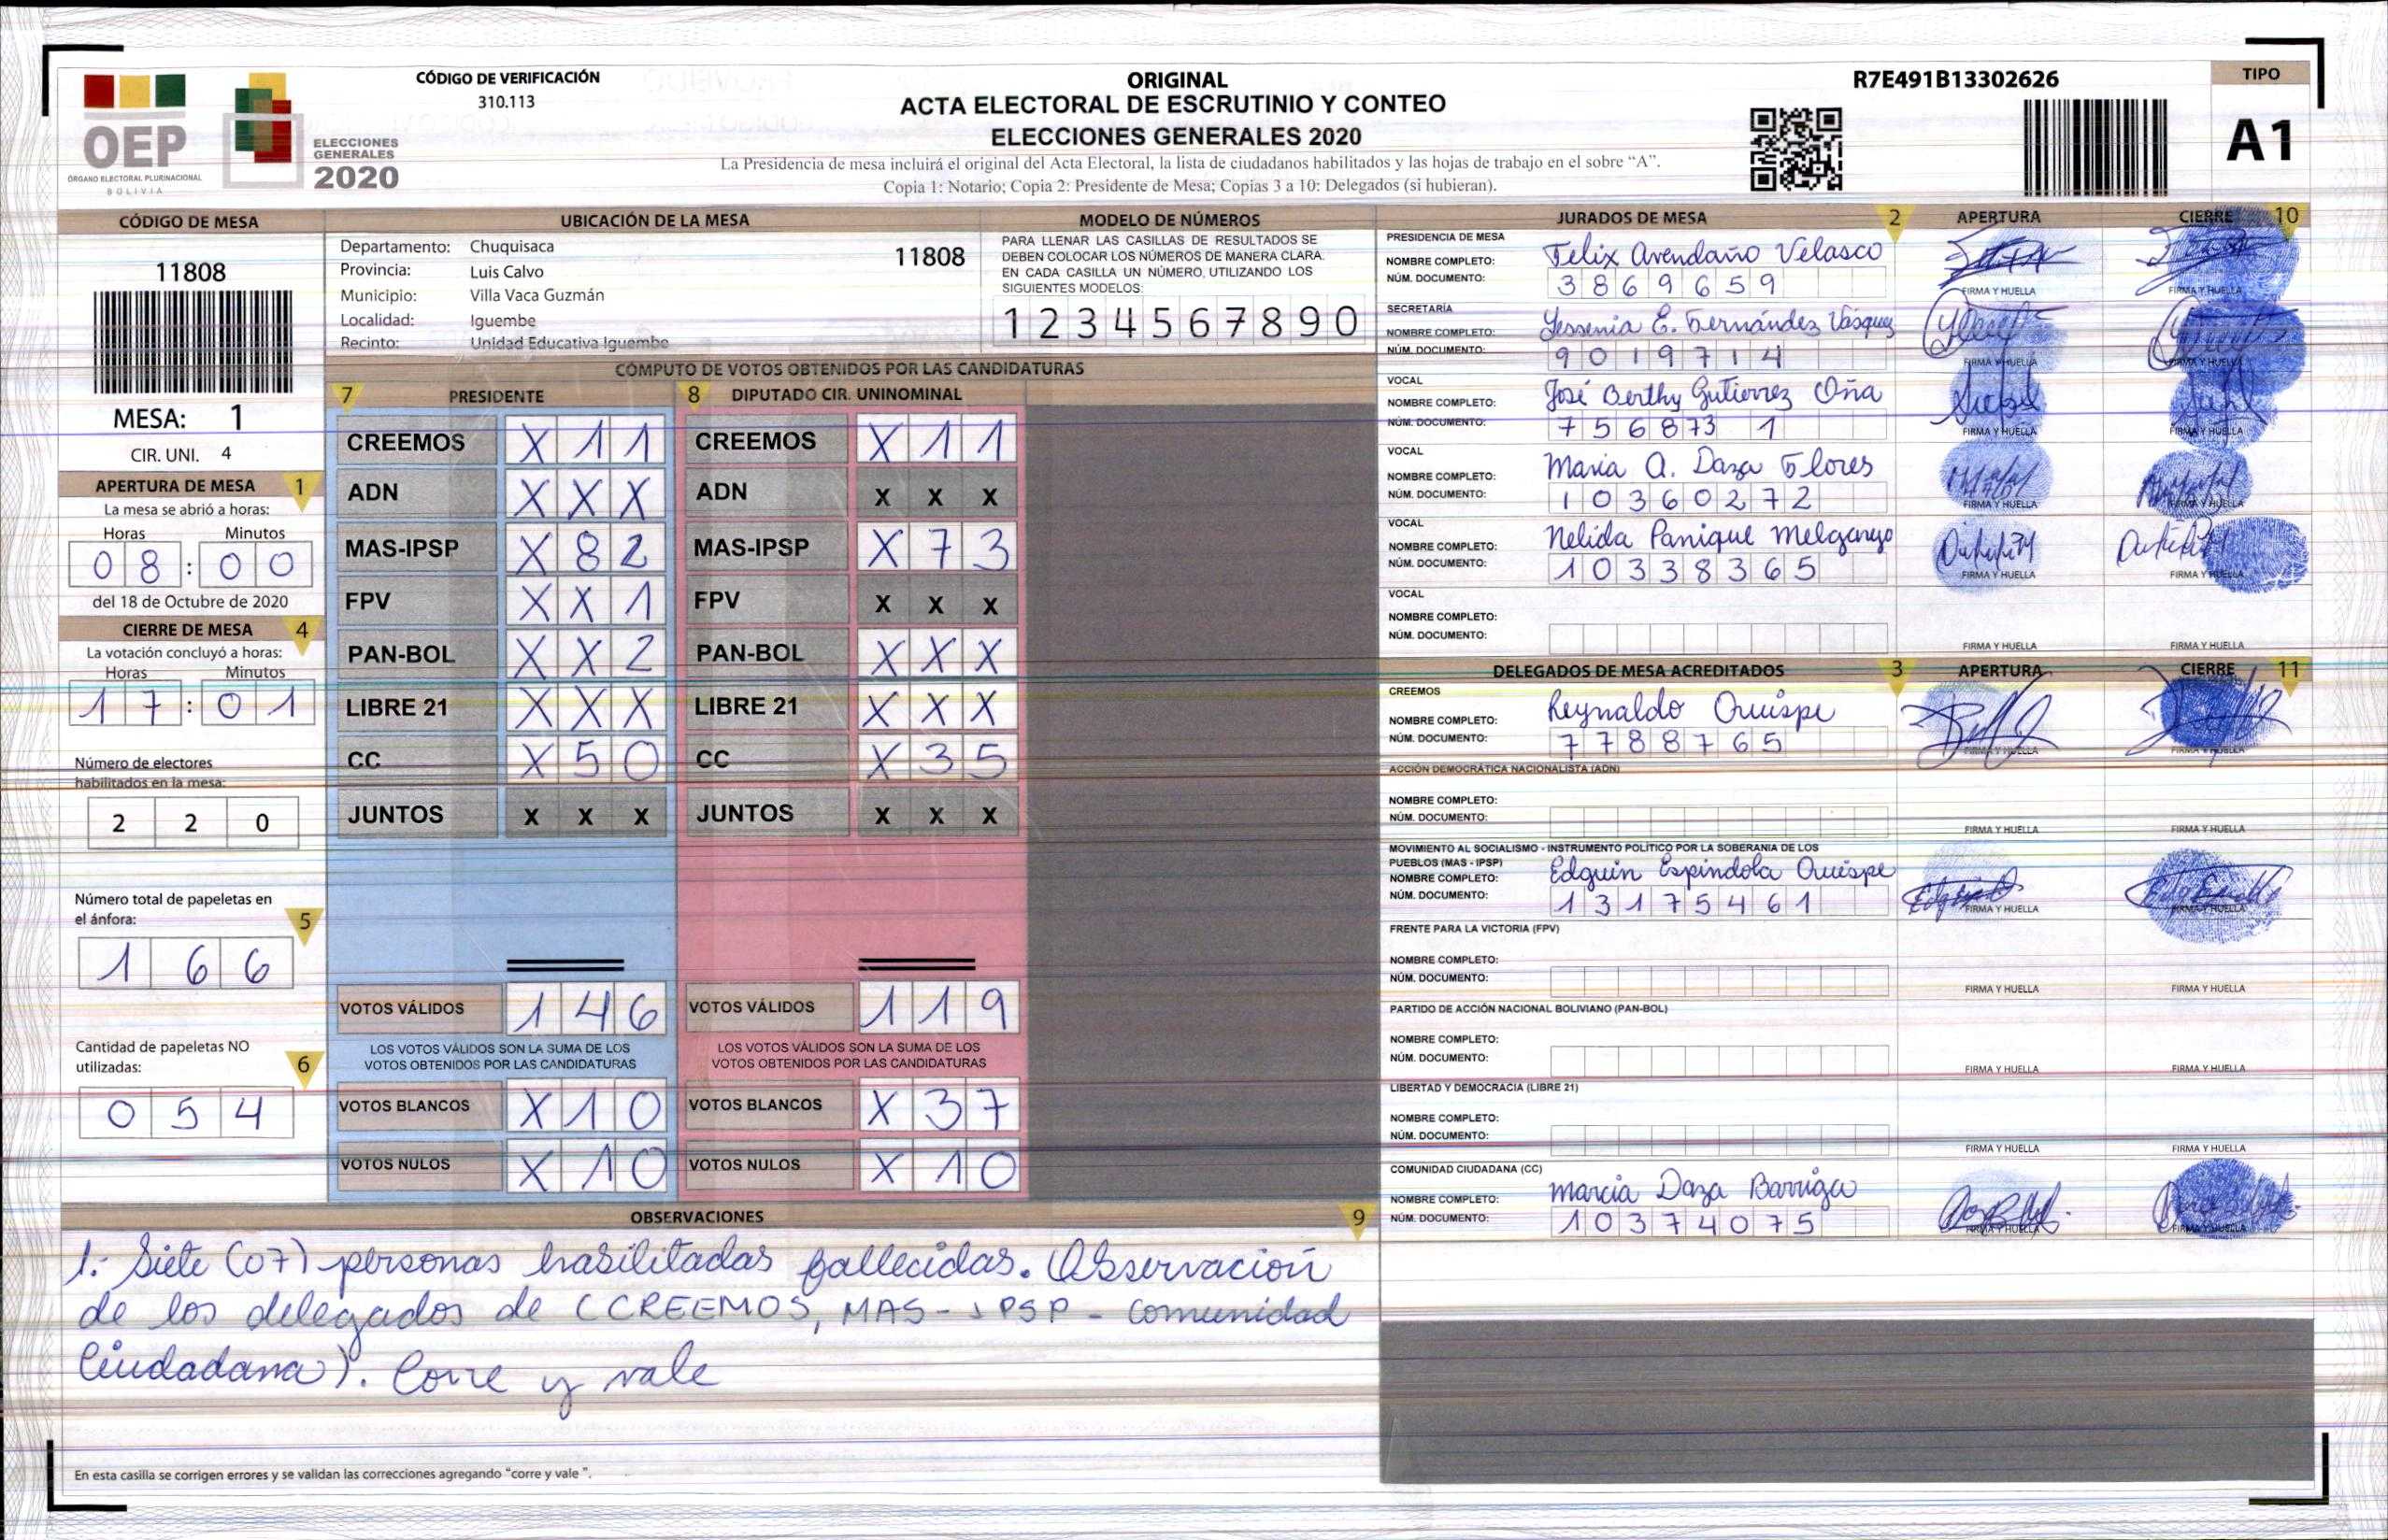 OEP
ÓRGANO ELECTORAL PLURINACIONAL
BOLIVIA
ELECCIONES
GENERALES
2020
CÓDIGO DE VERIFICACIÓN
310.113
ORIGINAL
ACTA ELECTORAL DE ESCRUTINIO Y CONTEO
ELECCIONES GENERALES 2020
La Presidencia de mesa incluirá el original del Acta Electoral, la lista de ciudadanos habilitados y las hojas de trabajo en el sobre “A”.
Copia 1: Notario; Copia 2: Presidente de Mesa; Copias 3 a 10: Delegados (si hubieran).
R7E491B13302626
TIPO
A1
CÓDIGO DE MESA
11808
MESA: 1
CIR. UNI. 4
APERTURA DE MESA 1
La mesa se abrió a horas:
Horas Minutos
08:00
del 18 de Octubre de 2020
CIERRE DE MESA 4
La votación concluyó a horas:
Horas Minutos
17:01
Número de electores
habilitados en la mesa:
2 2 0
Número total de papeletas en
el ánfora: 5
1 6 6
Cantidad de papeletas NO
utilizadas: 6
0 5 4
UBICACIÓN DE LA MESA
Departamento: Chuquisaca 11808
Provincia: Luis Calvo
Municipio: Villa Vaca Guzmán
Localidad: Iguembe
Recinto: Unidad Educativa Iguembe
MODELO DE NÚMEROS
PARA LLENAR LAS CASILLAS DE RESULTADOS SE
DEBEN COLOCAR LOS NÚMEROS DE MANERA CLARA.
EN CADA CASILLA UN NÚMERO, UTILIZANDO LOS
SIGUIENTES MODELOS:
1 2 3 4 5 6 7 8 9 0
CÓMPUTO DE VOTOS OBTENIDOS POR LAS CANDIDATURAS
7 PRESIDENTE 8 DIPUTADO CIR. UNINOMINAL
CREEMOS X 1 1 CREEMOS X 1 1
ADN X X X ADN X X X
MAS-IPSP X 8 2 MAS-IPSP X 7 3
FPV X X 1 FPV X X X
PAN-BOL X X 2 PAN-BOL X X X
LIBRE 21 X X X LIBRE 21 X X X
CC X 5 0 CC X 3 5
JUNTOS X X X JUNTOS X X X
VOTOS VÁLIDOS 1 4 6 VOTOS VÁLIDOS 1 1 9
LOS VOTOS VÁLIDOS SON LA SUMA DE LOS LOS VOTOS VÁLIDOS SON LA SUMA DE LOS
VOTOS OBTENIDOS POR LAS CANDIDATURAS VOTOS OBTENIDOS POR LAS CANDIDATURAS
VOTOS BLANCOS X 1 0 VOTOS BLANCOS X 3 7
VOTOS NULOS X 1 0 VOTOS NULOS X 1 0
OBSERVACIONES 9
1.- Siete (07) personas habilitadas fallecidas. Observación
de los delegados de (CREEMOS, MAS-IPSP - Comunidad
Ciudadana). Corre y vale
En esta casilla se corrigen errores y se validan las correcciones agregando “corre y vale ”.
JURADOS DE MESA 2 APERTURA CIERRE 10
PRESIDENCIA DE MESA
NOMBRE COMPLETO: Felix Avendaño Velasco
NÚM. DOCUMENTO: 3869659 FIRMA Y HUELLA FIRMA Y HUELLA
SECRETARÍA
NOMBRE COMPLETO: Yessenia E. Fernández Vásquez
NÚM. DOCUMENTO: 9019714 FIRMA Y HUELLA FIRMA Y HUELLA
VOCAL
NOMBRE COMPLETO: José Berthy Gutierrez Oña
NÚM. DOCUMENTO: 756873 1 FIRMA Y HUELLA FIRMA Y HUELLA
VOCAL
NOMBRE COMPLETO: Maria A. Daza Flores
NÚM. DOCUMENTO: 10360272 FIRMA Y HUELLA FIRMA Y HUELLA
VOCAL
NOMBRE COMPLETO: Nelida Panique Melgarejo
NÚM. DOCUMENTO: 10338365 FIRMA Y HUELLA FIRMA Y HUELLA
VOCAL
NOMBRE COMPLETO:
NÚM. DOCUMENTO: FIRMA Y HUELLA FIRMA Y HUELLA
DELEGADOS DE MESA ACREDITADOS 3 APERTURA CIERRE 11
CREEMOS
NOMBRE COMPLETO: Reynaldo Quispe
NÚM. DOCUMENTO: 7788765 FIRMA Y HUELLA FIRMA Y HUELLA
ACCIÓN DEMOCRÁTICA NACIONALISTA (ADN)
NOMBRE COMPLETO:
NÚM. DOCUMENTO: FIRMA Y HUELLA FIRMA Y HUELLA
MOVIMIENTO AL SOCIALISMO - INSTRUMENTO POLÍTICO POR LA SOBERANIA DE LOS
PUEBLOS (MAS - IPSP)
NOMBRE COMPLETO: Edguin Espindola Quispe
NÚM. DOCUMENTO: 13175461 FIRMA Y HUELLA FIRMA Y HUELLA
FRENTE PARA LA VICTORIA (FPV)
NOMBRE COMPLETO:
NÚM. DOCUMENTO: FIRMA Y HUELLA FIRMA Y HUELLA
PARTIDO DE ACCIÓN NACIONAL BOLIVIANO (PAN-BOL)
NOMBRE COMPLETO:
NÚM. DOCUMENTO: FIRMA Y HUELLA FIRMA Y HUELLA
LIBERTAD Y DEMOCRACIA (LIBRE 21)
NOMBRE COMPLETO:
NÚM. DOCUMENTO: FIRMA Y HUELLA FIRMA Y HUELLA
COMUNIDAD CIUDADANA (CC)
NOMBRE COMPLETO: Marcia Daza Barriga
NÚM. DOCUMENTO: 10374075 FIRMA Y HUELLA FIRMA Y HUELLA